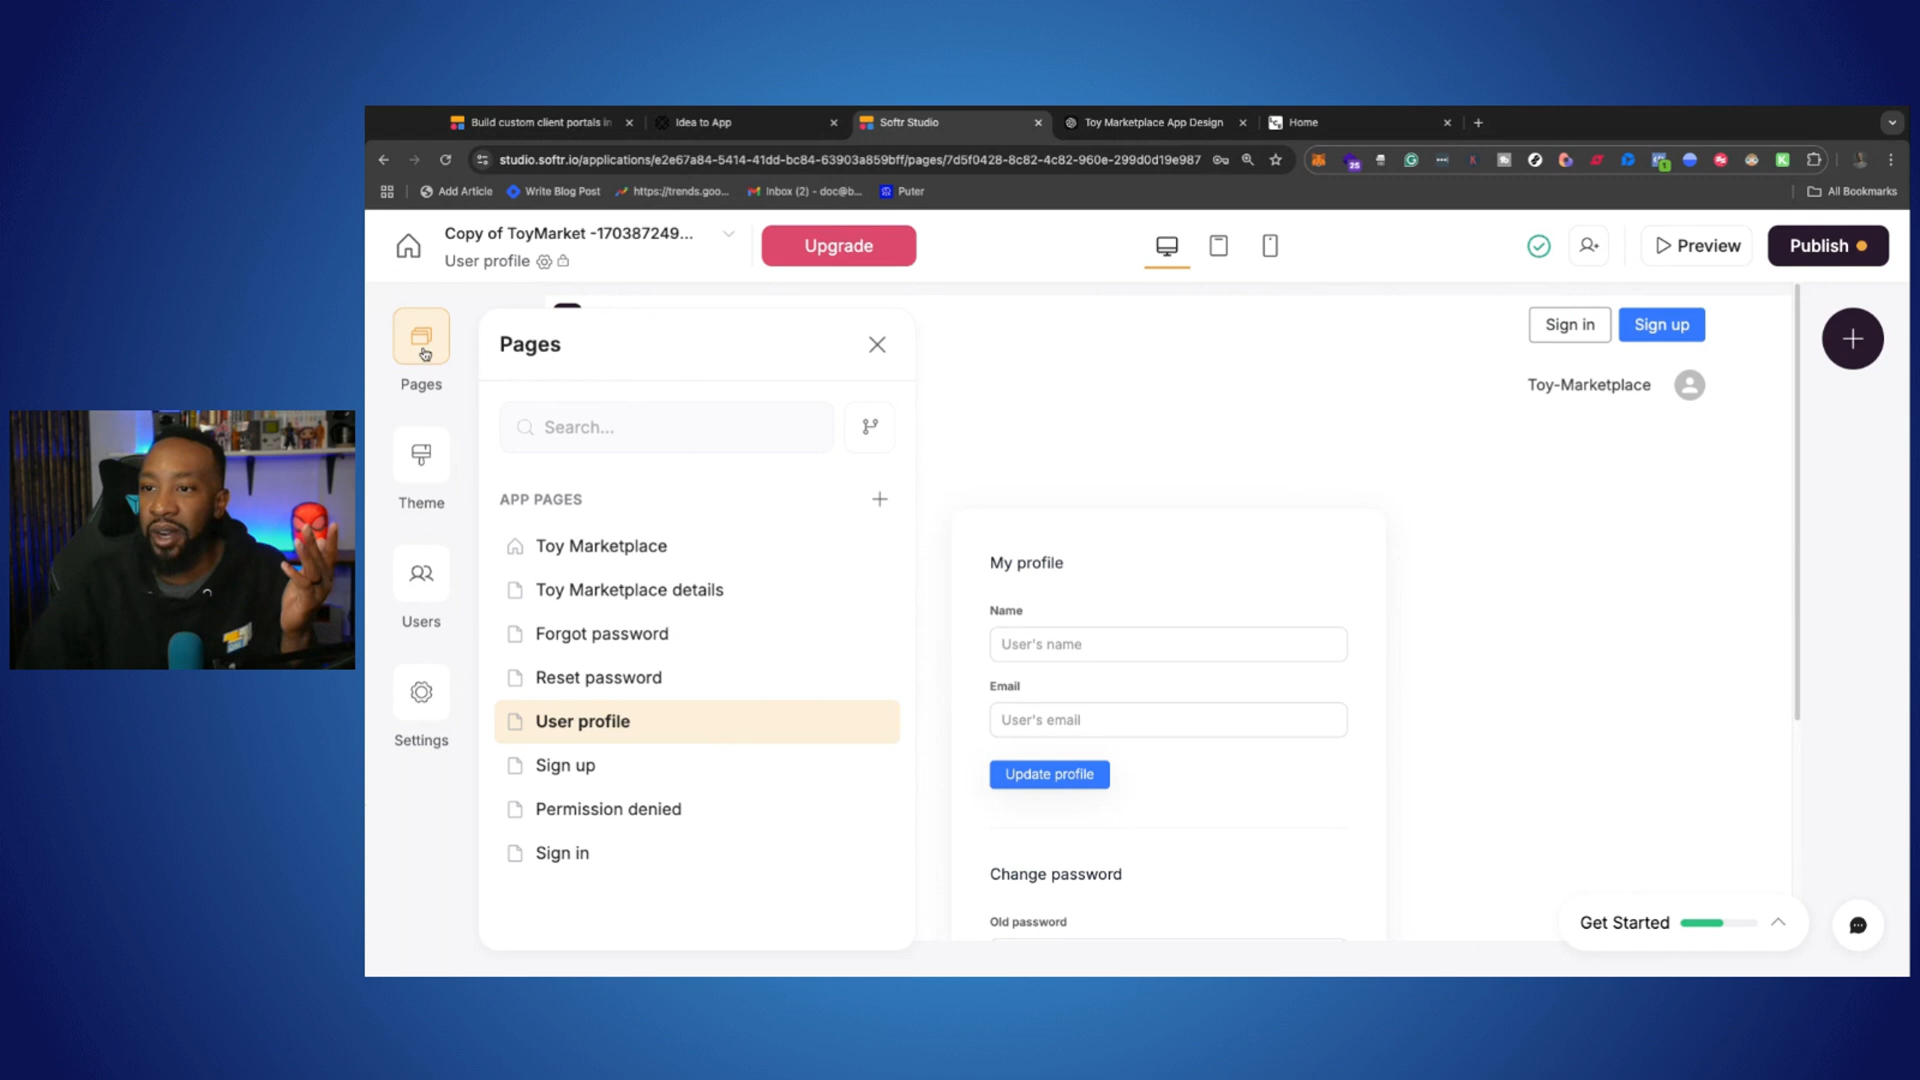 Build custom client portals in
Idea to App
Softr Studio
Toy Marketplace App Design
Home
studio.softr.io/applications/e2e67a84-5414-41dd-bc84-63903a859bff/pages/7d5f0428-8c82-4c82-960e-299d0d19e987
25
1
Add Article
Write Blog Post
https://trends.goo...
Inbox (2) - doc@b...
Puter
All Bookmarks
Copy of ToyMarket -170387249...
User profile
Upgrade
Preview
Publish
Pages
Theme
Users
Settings
Pages
Search...
APP PAGES
Toy Marketplace
Toy Marketplace details
Forgot password
Reset password
User profile
Sign up
Permission denied
Sign in
Sign in
Sign up
Toy-Marketplace
My profile
Name
User's name
Email
User's email
Update profile
Change password
Old password
Get Started